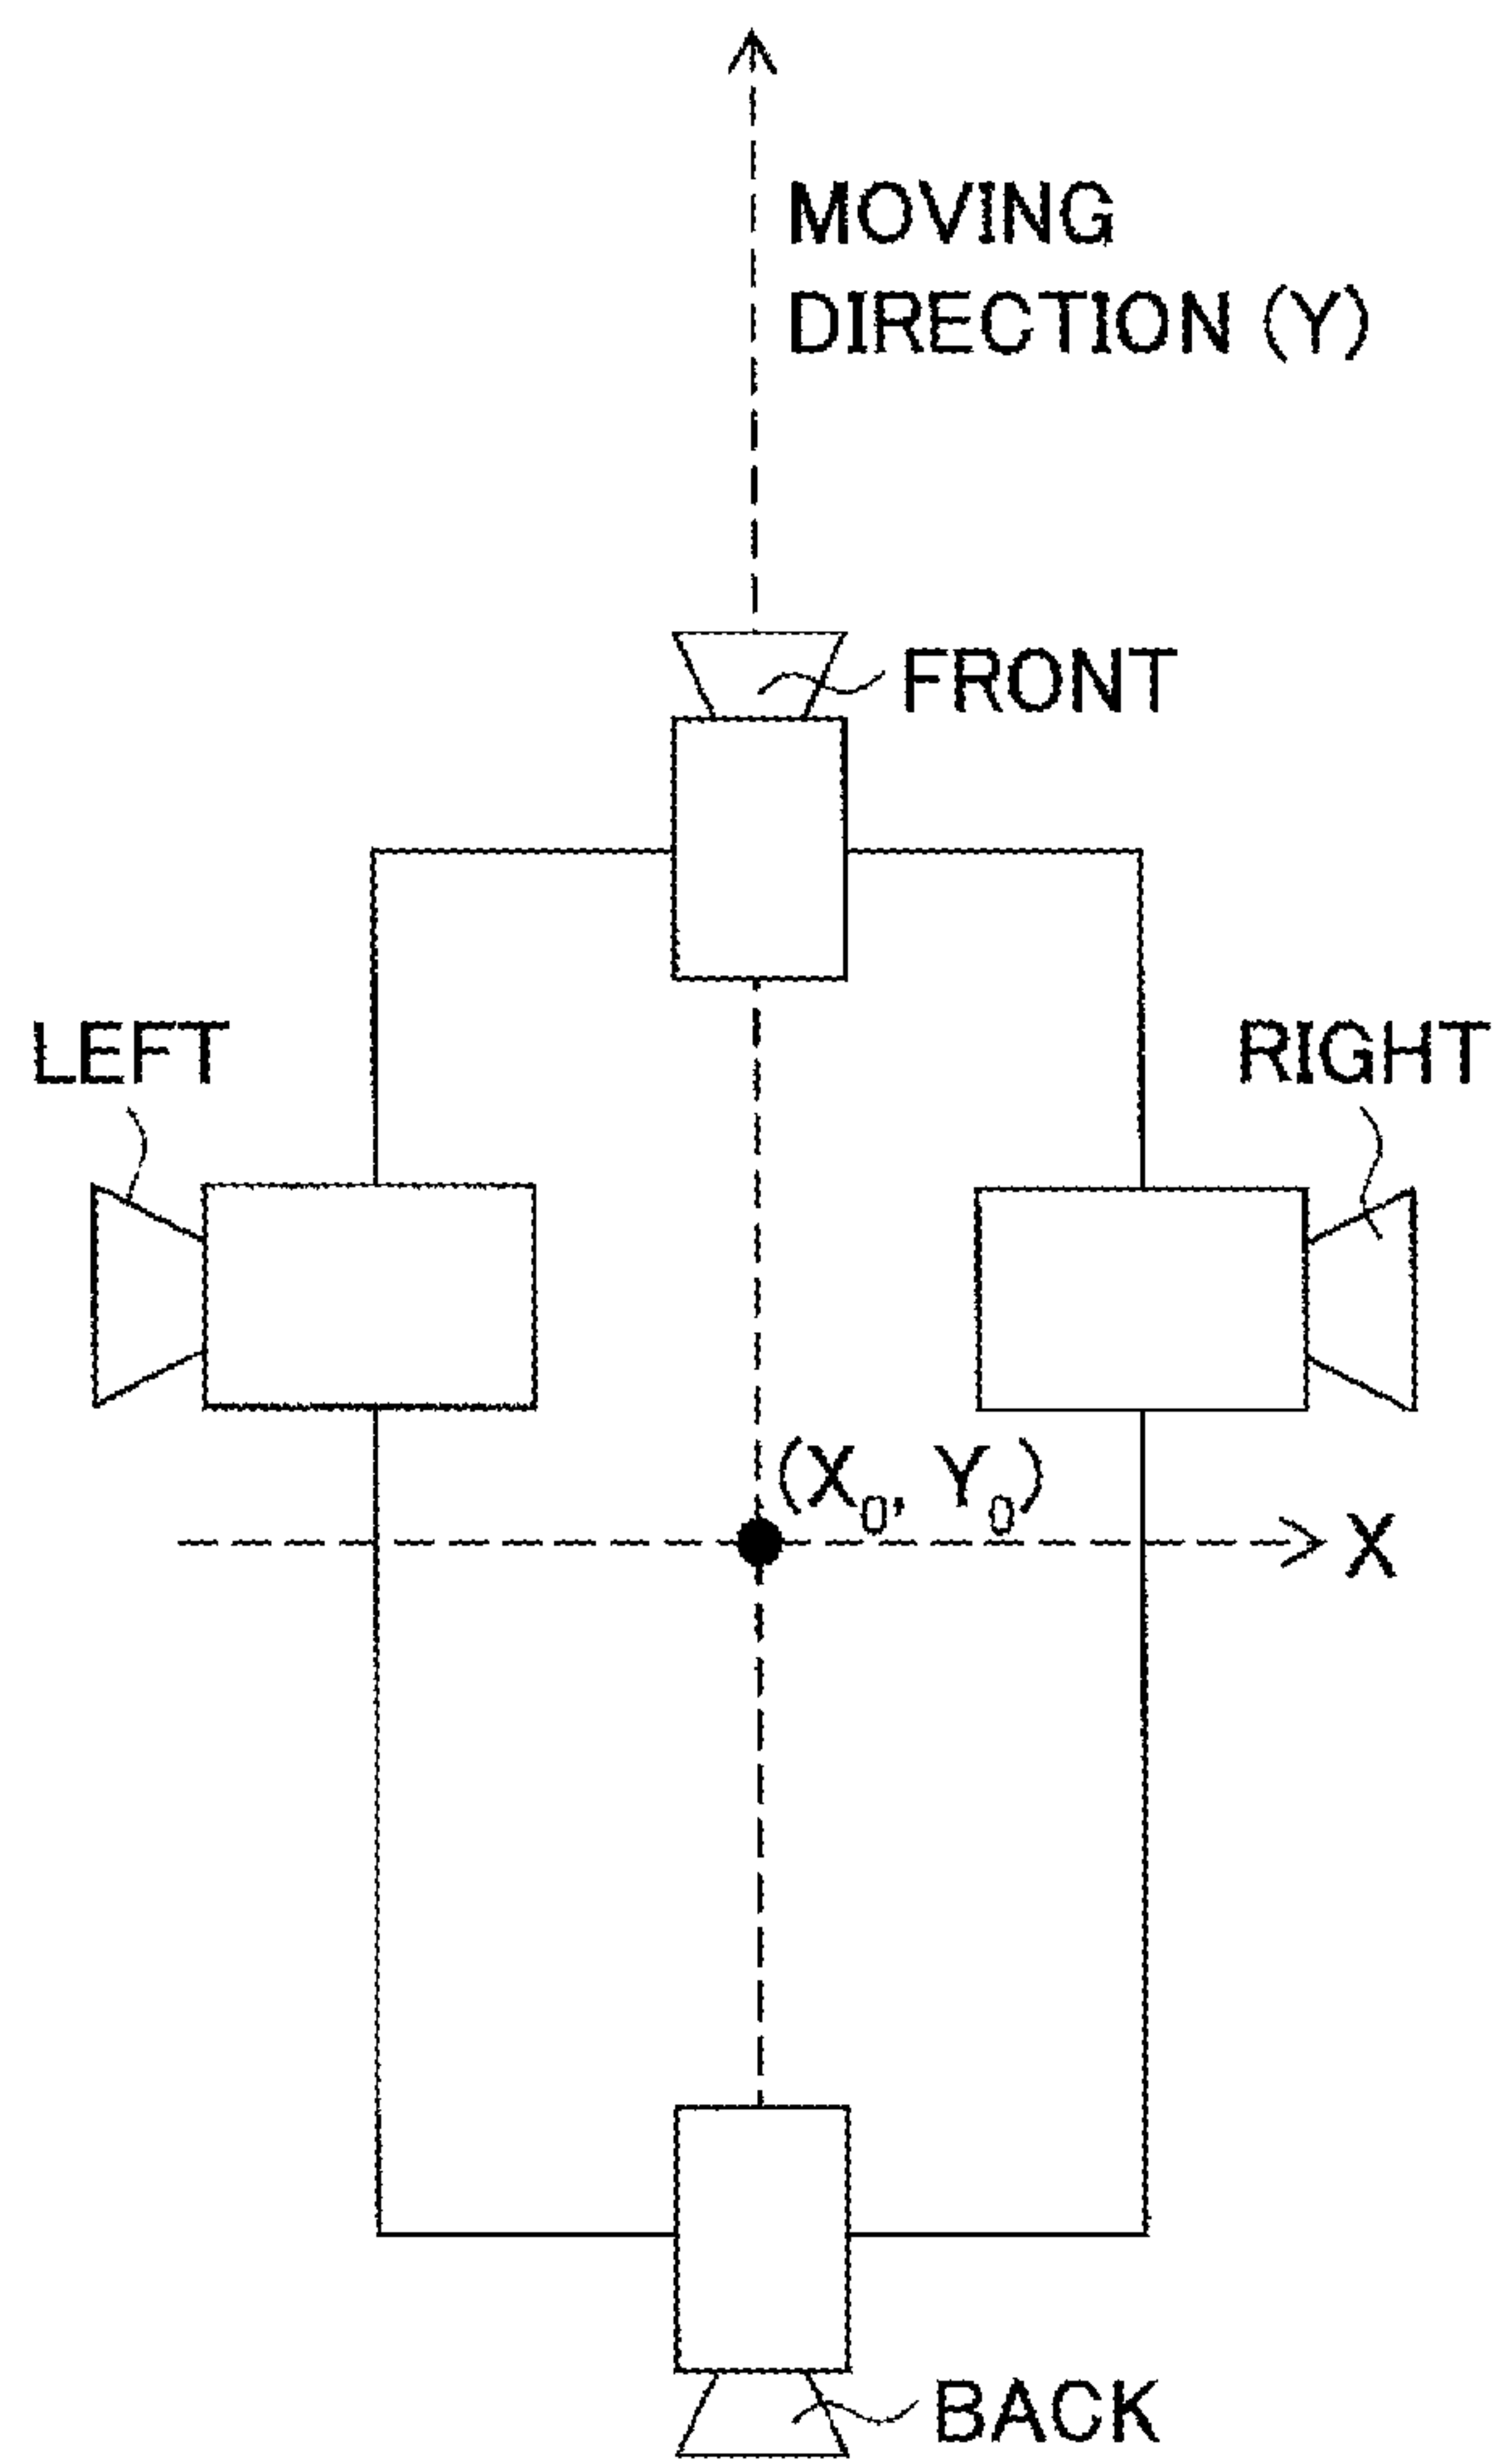 MOVING
DIRECTION (Y)
FRONT
LEFT
RIGHT
(X₀, Y₀)
X
BACK